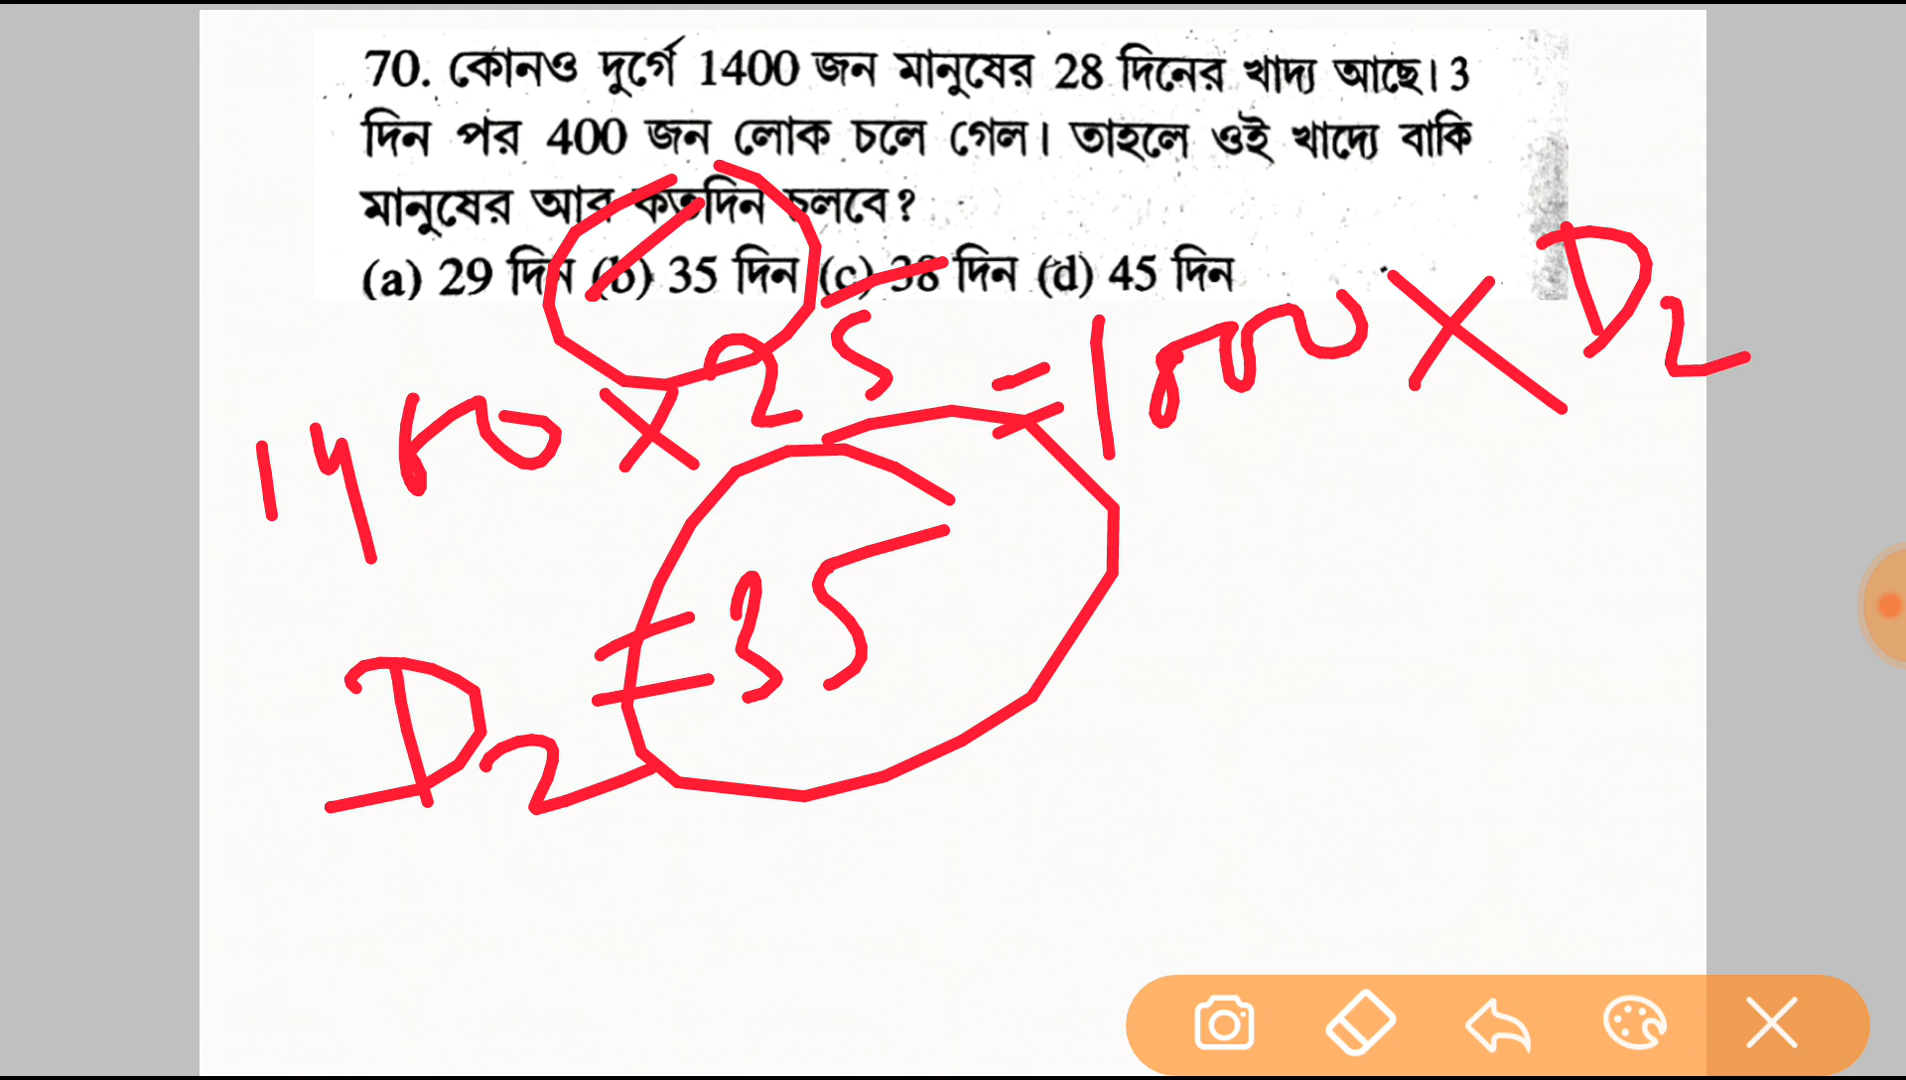 70. কোনও দুর্গে 1400 জন মানুষের 28 দিনের খাদ্য আছে। 3
দিন পর 400 জন লোক চলে গেল। তাহলে ওই খাদ্যে বাকি
মানুষের আর কতদিন চলবে?
(a) 29 দিন (b) 35 দিন (c) 38 দিন (d) 45 দিন
1400 × 25 = 1000 × D2
D2 = 35